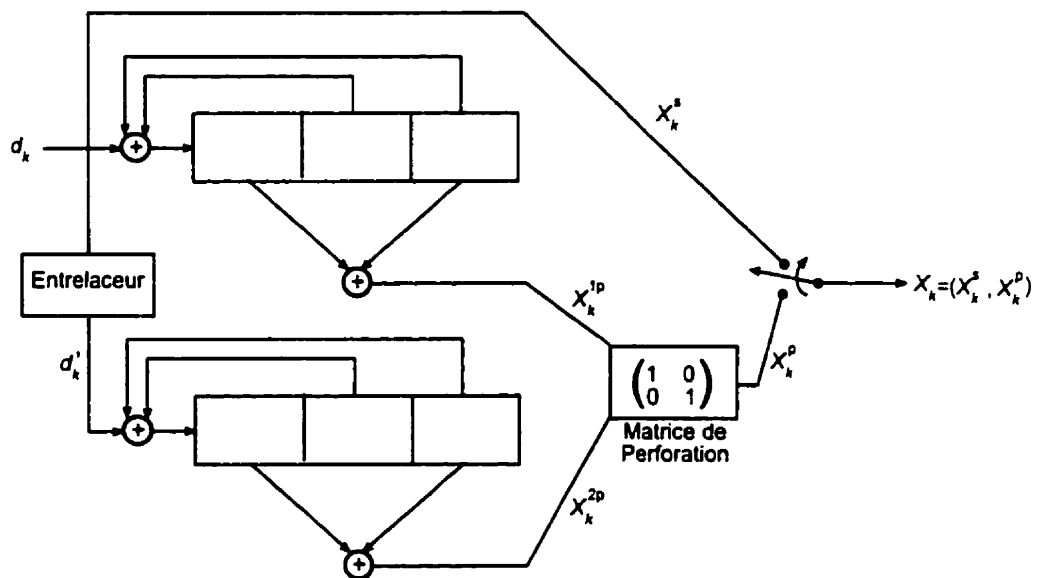 X_k^s
d_k
Entrelaceur
X_k^{1p}
X_k=(X_k^s, X_k^p)
d_k'
X_k^p
1 0
0 1
Matrice de
Perforation
X_k^{2p}